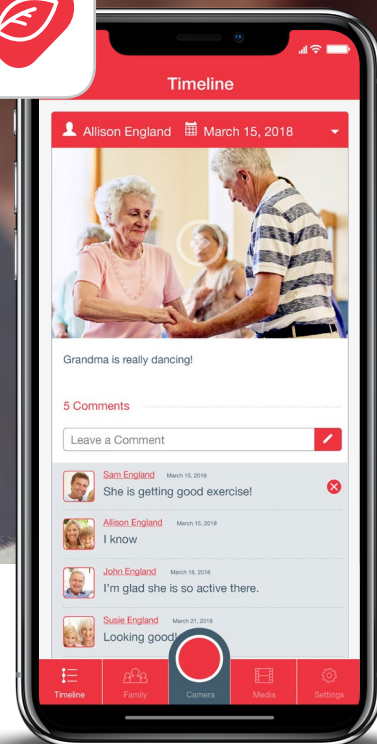 Timeline
Allison England March 15, 2018
Grandma is really dancing!
5 Comments
Leave a Comment
Sam England March 15, 2018
She is getting good exercise!
Allison England March 15, 2018
I know
John England March 18, 2018
I'm glad she is so active there.
Susie England March 21, 2018
Looking good!
Timeline Family Camera Media Settings